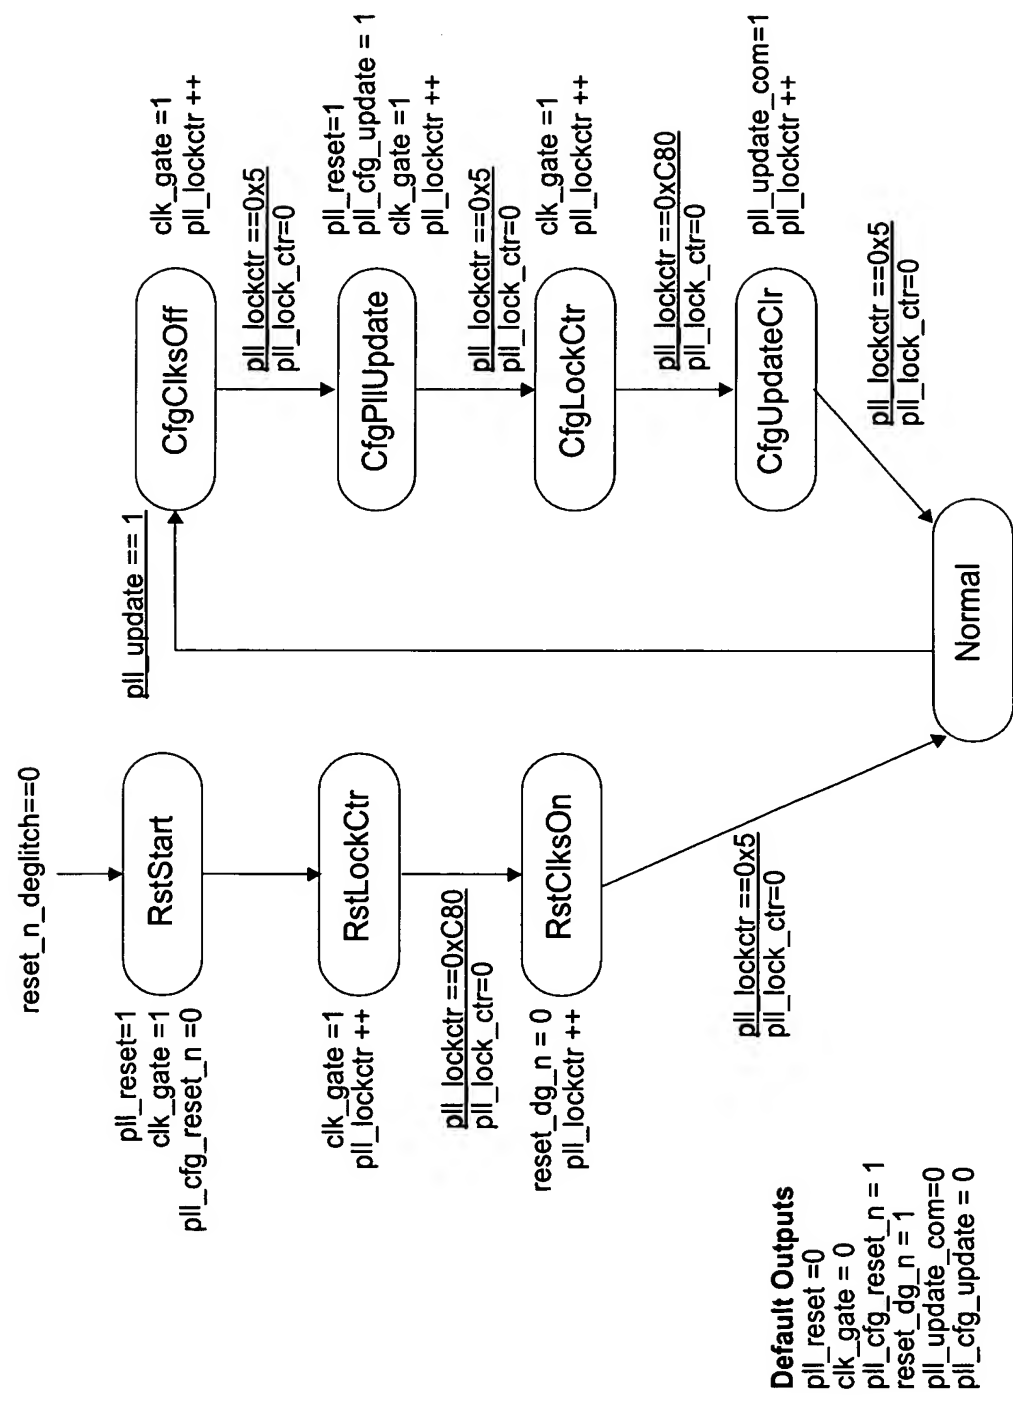 reset_n_deglitch==0
pll_reset=1
clk_gate =1
pll_cfg_reset_n =0
RstStart
clk_gate =1
pll_lockctr ++
RstLockCtr
pll_lockctr ==0xC80
pll_lock_ctr=0
reset_dg_n = 0
pll_lockctr ++
RstClksOn
pll_lockctr ==0x5
pll_lock_ctr=0
Normal
pll_update == 1
CfgClksOff
clk_gate =1
pll_lockctr ++
pll_lockctr ==0x5
pll_lock_ctr=0
CfgPllUpdate
pll_reset=1
pll_cfg_update = 1
clk_gate =1
pll_lockctr ++
pll_lockctr ==0x5
pll_lock_ctr=0
CfgLockCtr
clk_gate =1
pll_lockctr ++
pll_lockctr ==0xC80
pll_lock_ctr=0
CfgUpdateClr
pll_update_com=1
pll_lockctr ++
pll_lockctr ==0x5
pll_lock_ctr=0
Default Outputs
pll_reset =0
clk_gate = 0
pll_cfg_reset_n = 1
reset_dg_n = 1
pll_update_com=0
pll_cfg_update = 0